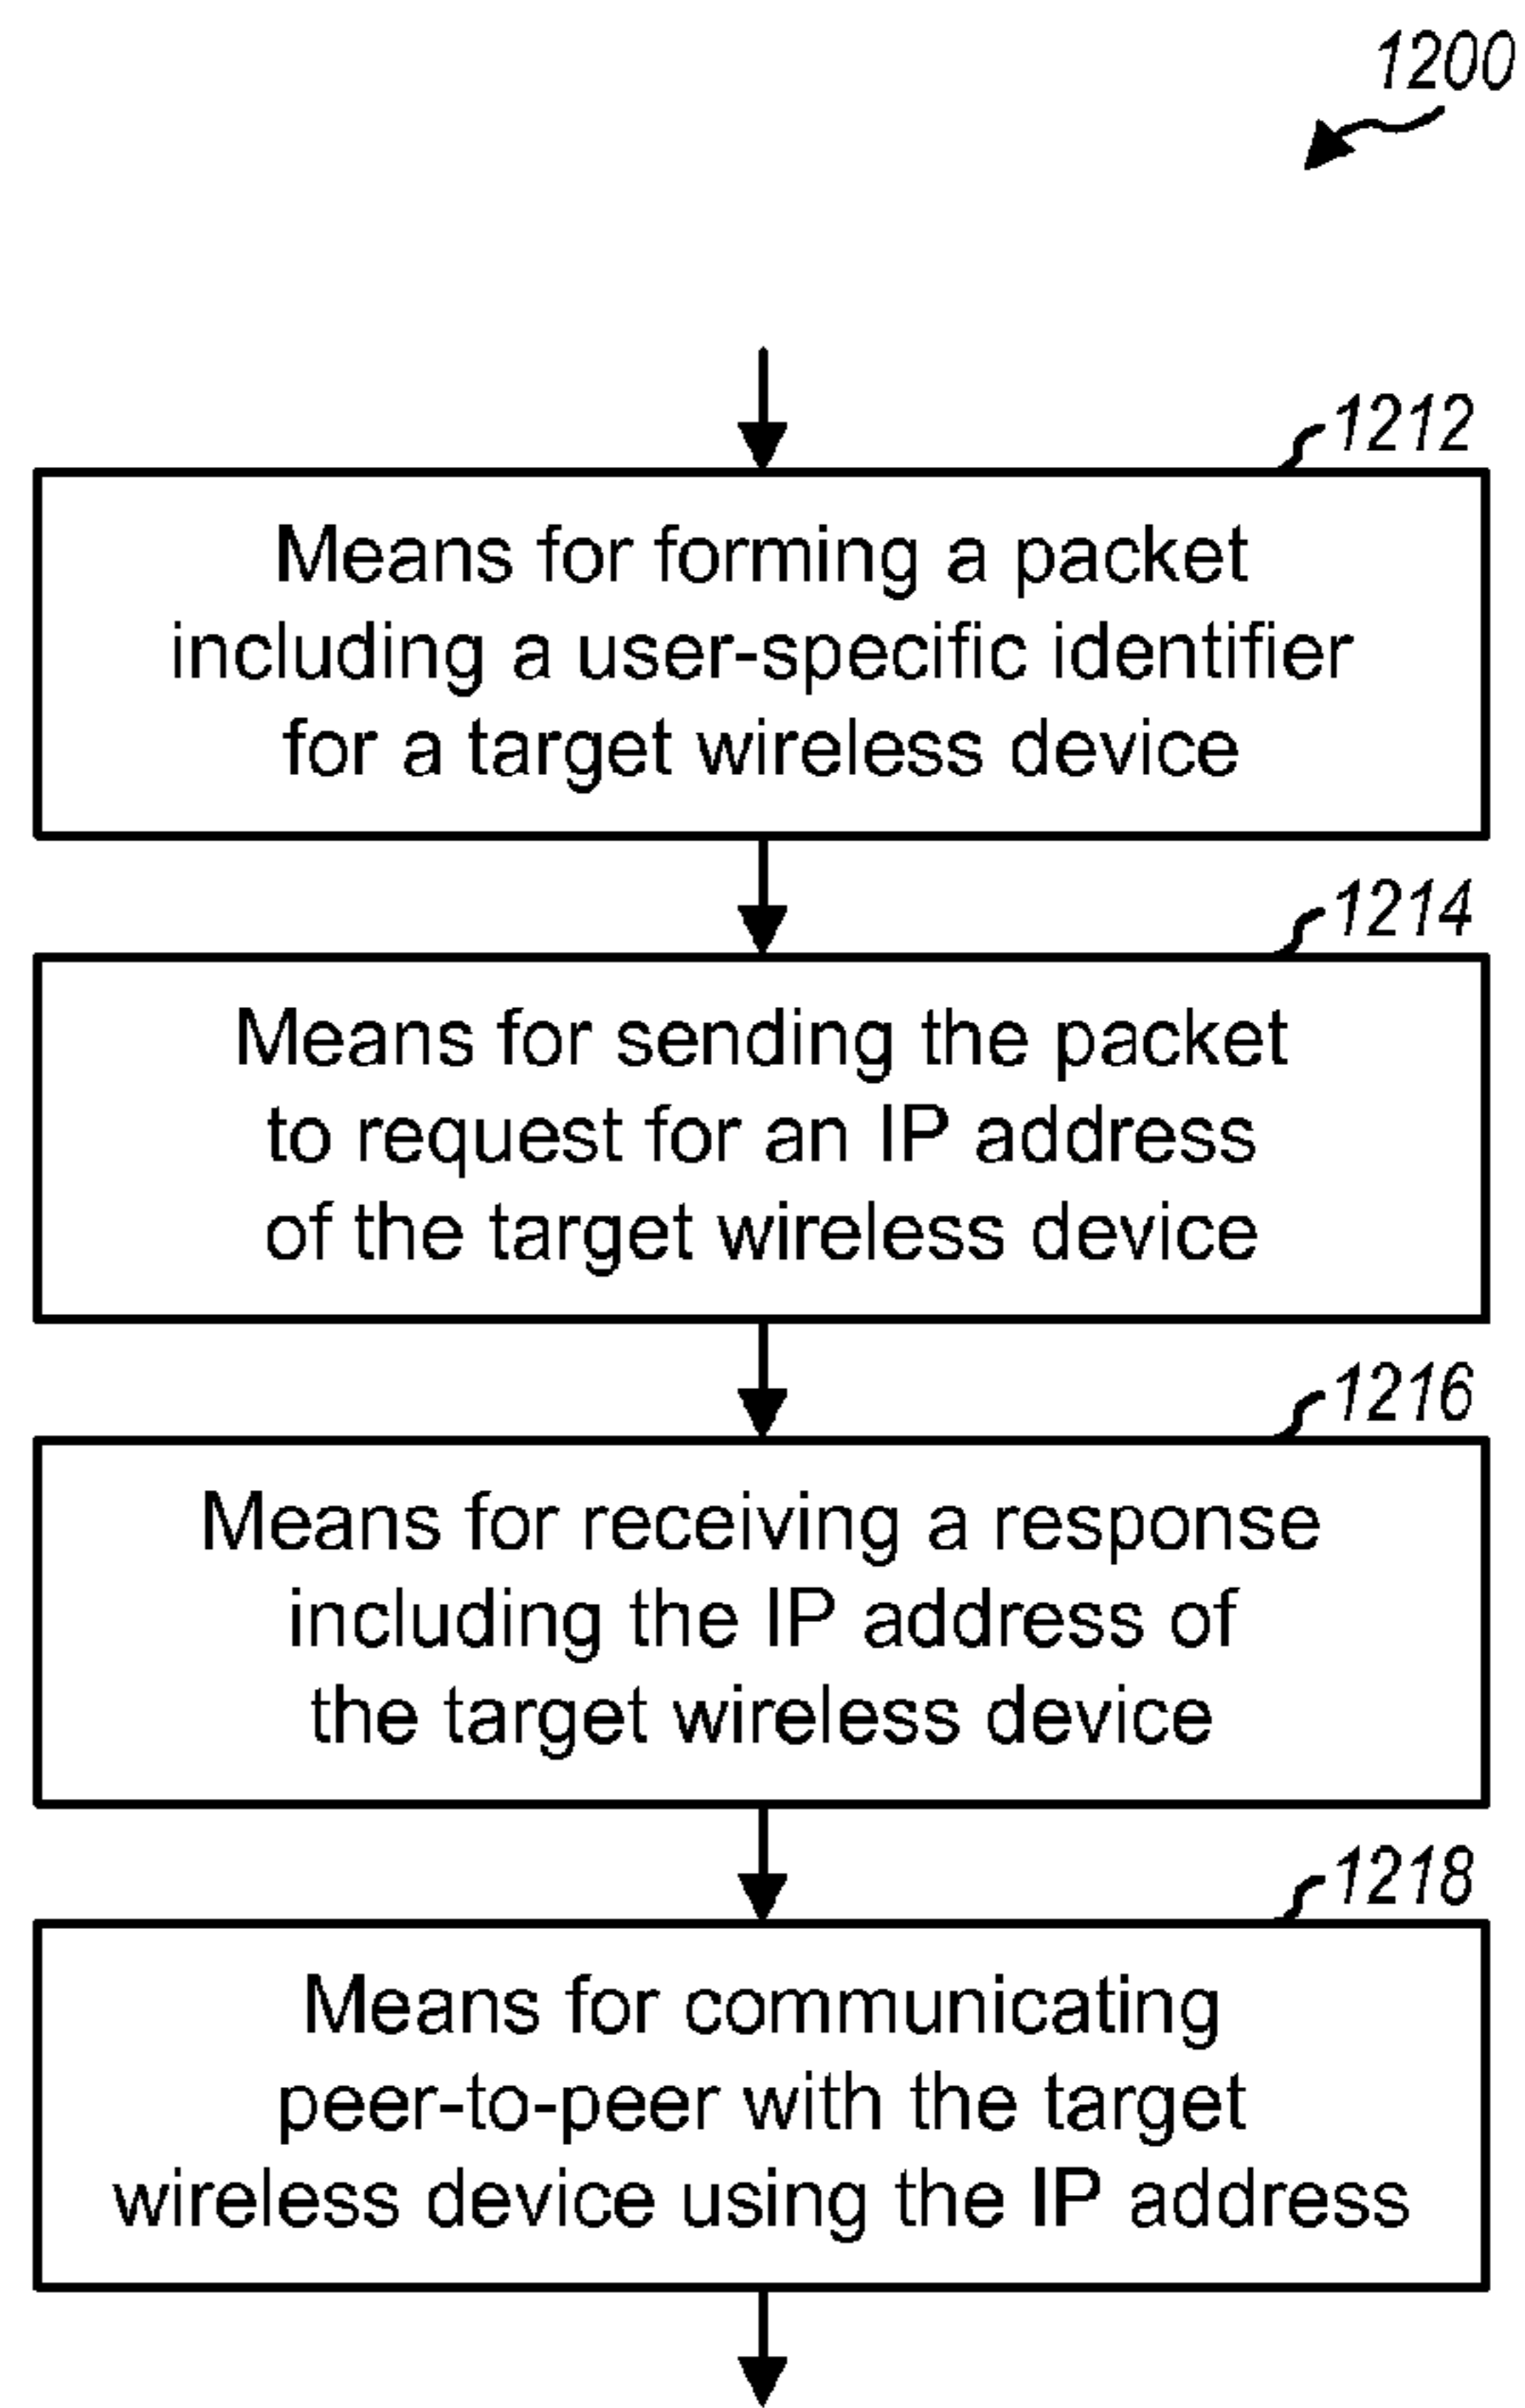 1200
1212
Means for forming a packet
including a user-specific identifier
for a target wireless device
1214
Means for sending the packet
to request for an IP address
of the target wireless device
1216
Means for receiving a response
including the IP address of
the target wireless device
1218
Means for communicating
peer-to-peer with the target
wireless device using the IP address